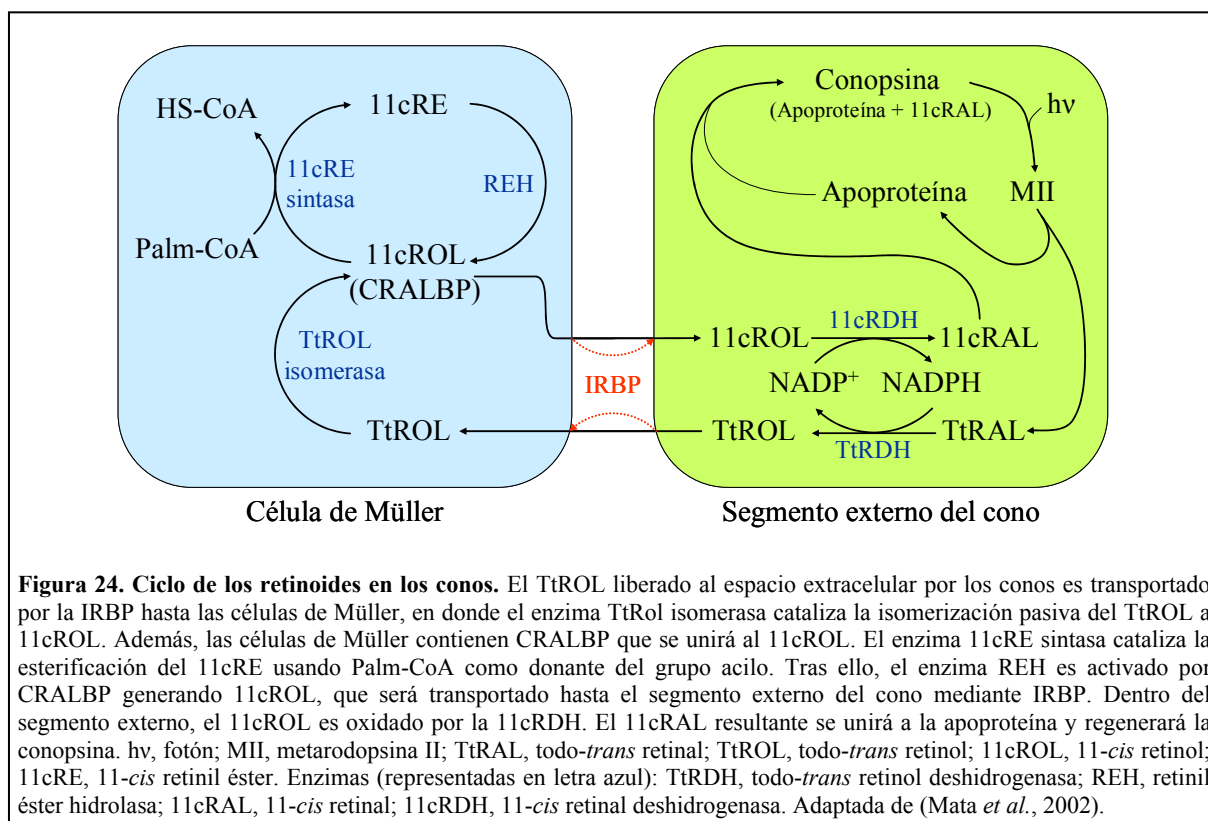 HS-CoA
11cRE
11cRE
sintasa
REH
Palm-CoA
11cROL
(CRALBP)
TtROL
isomerasa
TtROL
Célula de Müller
IRBP
Conopsina
(Apoproteína + 11cRAL)
hν
Apoproteína
MII
11cROL
11cRDH
11cRAL
NADP+
NADPH
TtROL
TtRDH
TtRAL
Segmento externo del cono
Figura 24. Ciclo de los retinoides en los conos. El TtROL liberado al espacio extracelular por los conos es transportado
por la IRBP hasta las células de Müller, en donde el enzima TtRol isomerasa cataliza la isomerización pasiva del TtROL a
11cROL. Además, las células de Müller contienen CRALBP que se unirá al 11cROL. El enzima 11cRE sintasa cataliza la
esterificación del 11cRE usando Palm-CoA como donante del grupo acilo. Tras ello, el enzima REH es activado por
CRALBP generando 11cROL, que será transportado hasta el segmento externo del cono mediante IRBP. Dentro del
segmento externo, el 11cROL es oxidado por la 11cRDH. El 11cRAL resultante se unirá a la apoproteína y regenerará la
conopsina. hν, fotón; MII, metarodopsina II; TtRAL, todo-trans retinal; TtROL, todo-trans retinol; 11cROL, 11-cis retinol;
11cRE, 11-cis retinil éster. Enzimas (representadas en letra azul): TtRDH, todo-trans retinol deshidrogenasa; REH, retinil
éster hidrolasa; 11cRAL, 11-cis retinal; 11cRDH, 11-cis retinal deshidrogenasa. Adaptada de (Mata et al., 2002).